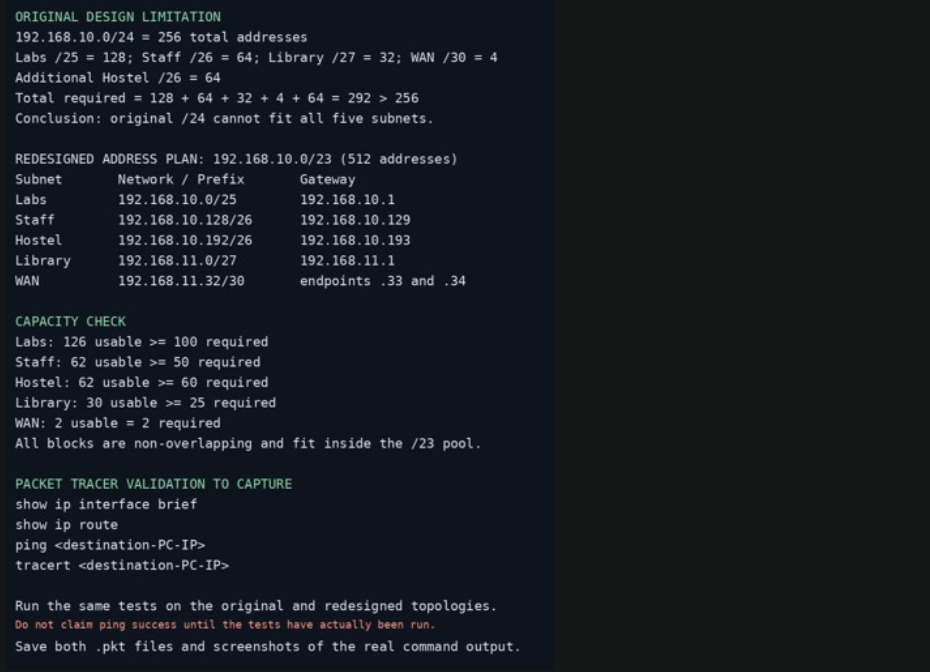 ORIGINAL DESIGN LIMITATION
192.168.10.0/24 = 256 total addresses
Labs /25 = 128; Staff /26 = 64; Library /27 = 32; WAN /30 = 4
Additional Hostel /26 = 64
Total required = 128 + 64 + 32 + 4 + 64 = 292 > 256
Conclusion: original /24 cannot fit all five subnets.
REDESIGNED ADDRESS PLAN: 192.168.10.0/23 (512 addresses)
Subnet Network / Prefix Gateway
Labs 192.168.10.0/25 192.168.10.1
Staff 192.168.10.128/26 192.168.10.129
Hostel 192.168.10.192/26 192.168.10.193
Library 192.168.11.0/27 192.168.11.1
WAN 192.168.11.32/30 endpoints .33 and .34
CAPACITY CHECK
Labs: 126 usable >= 100 required
Staff: 62 usable >= 50 required
Hostel: 62 usable >= 60 required
Library: 30 usable >= 25 required
WAN: 2 usable = 2 required
All blocks are non-overlapping and fit inside the /23 pool.
PACKET TRACER VALIDATION TO CAPTURE
show ip interface brief
show ip route
ping <destination-PC-IP>
tracert <destination-PC-IP>
Run the same tests on the original and redesigned topologies.
Do not claim ping success until the tests have actually been run.
Save both .pkt files and screenshots of the real command output.